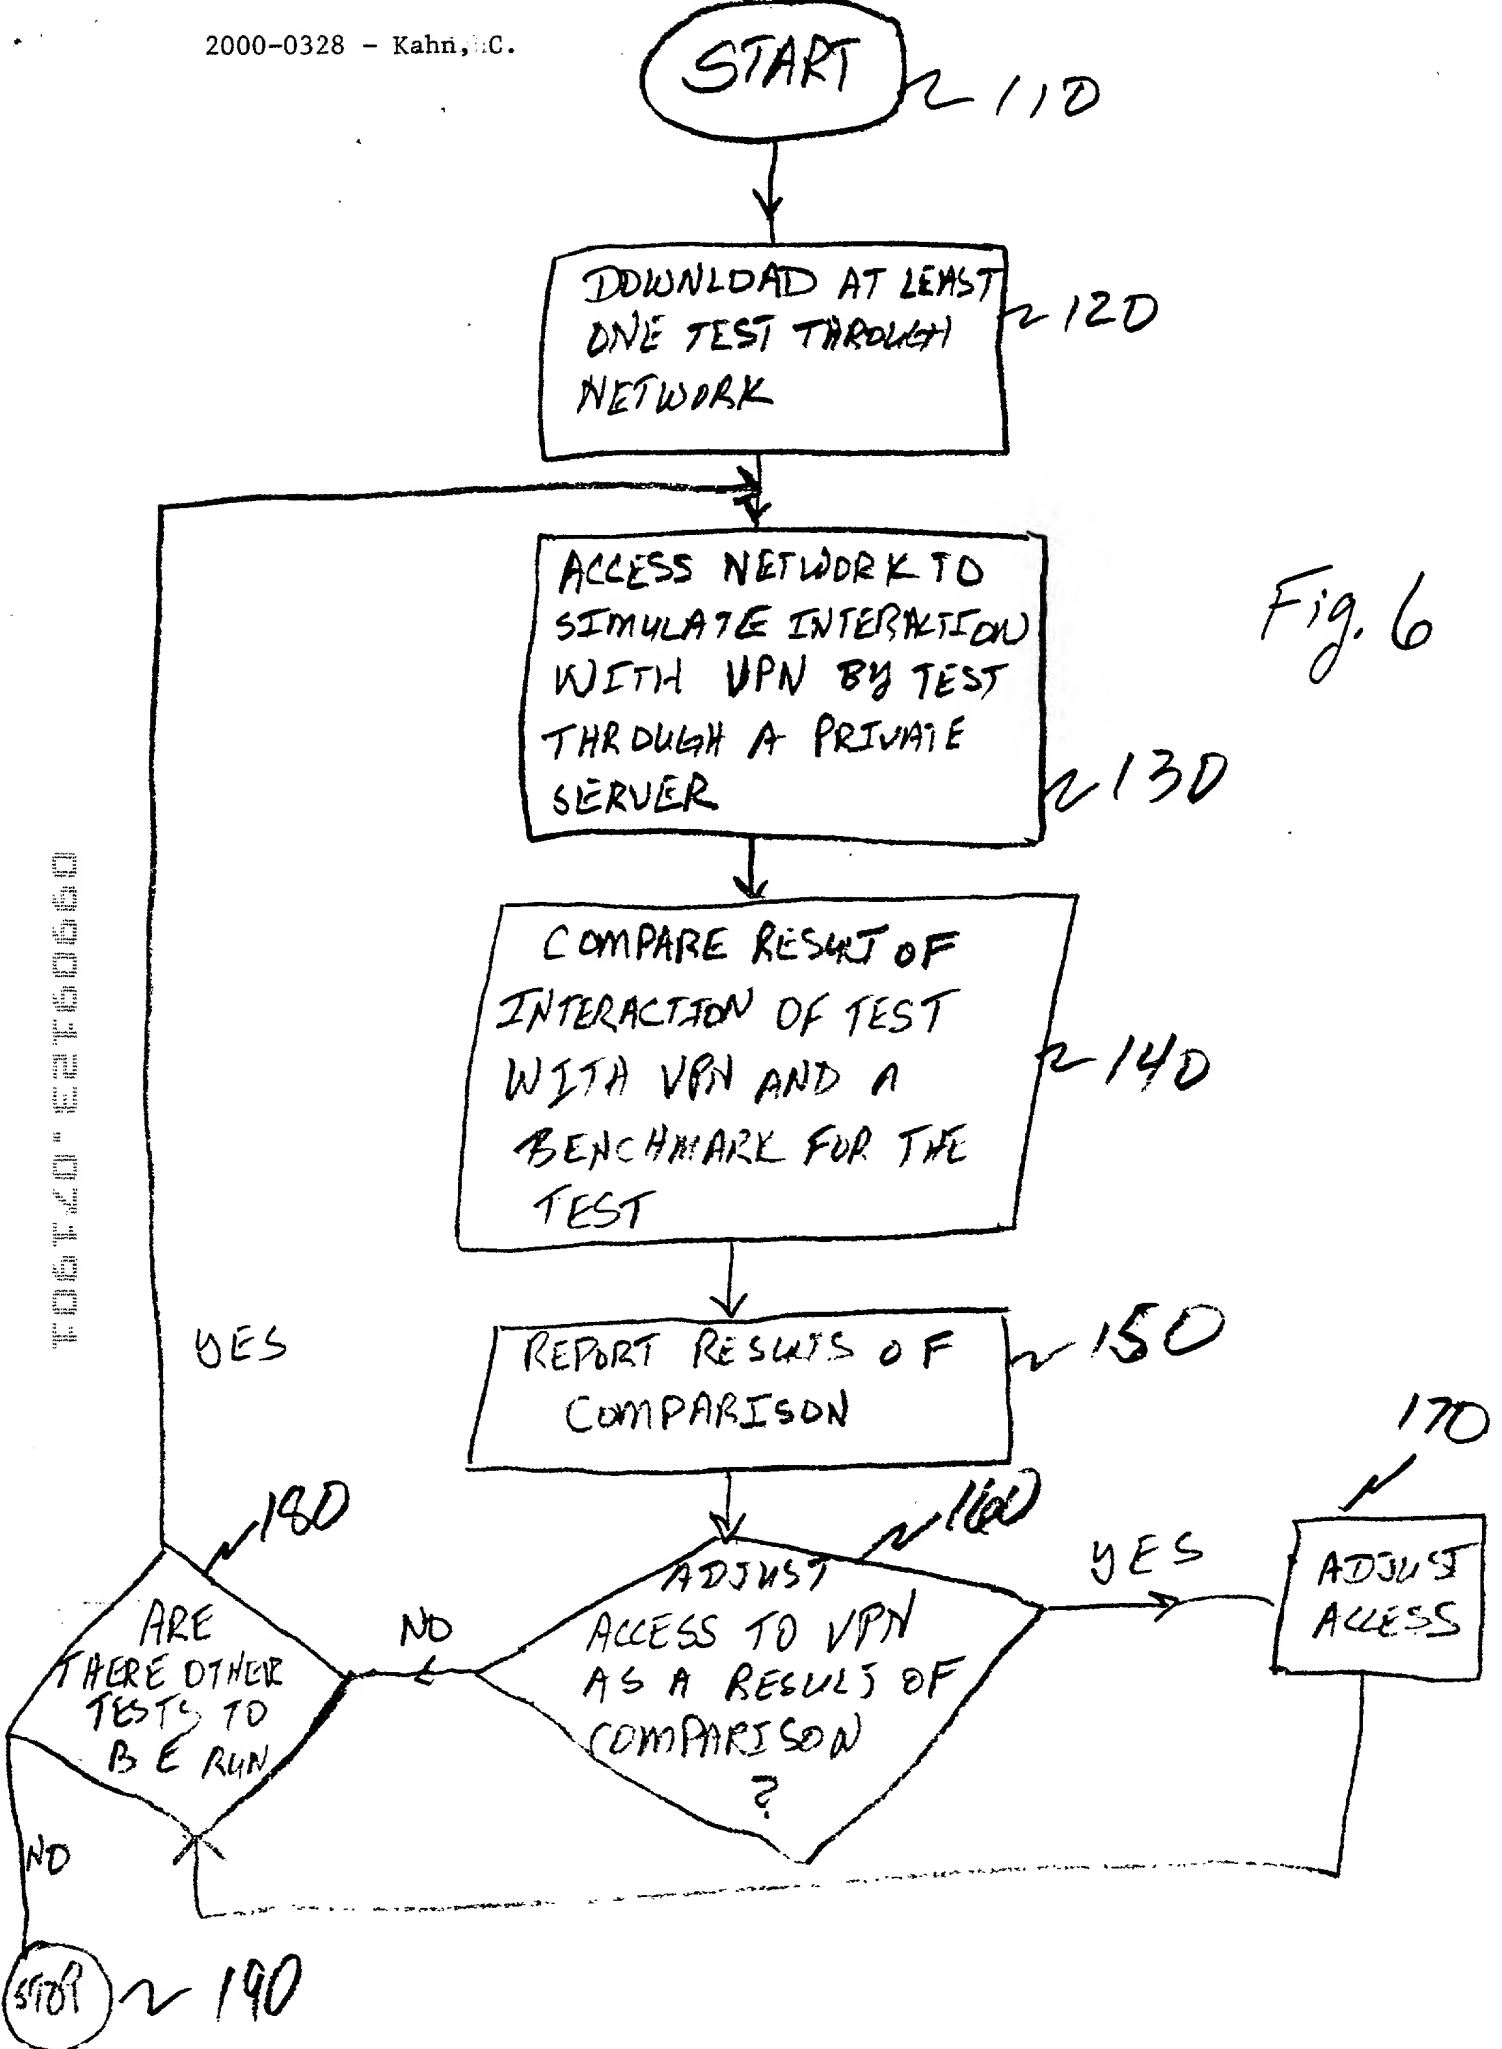 2000-0328 - Kahn, C.
START
110
DOWNLOAD AT LEAST
ONE TEST THROUGH
NETWORK
120
ACCESS NETWORK TO
SIMULATE INTERACTION
WITH VPN BY TEST
THROUGH A PRIVATE
SERVER
130
Fig. 6
COMPARE RESULT OF
INTERACTION OF TEST
WITH VPN AND A
BENCHMARK FOR THE
TEST
140
REPORT RESULTS OF
COMPARISON
150
ADJUST
ACCESS TO VPN
AS A RESULT OF
COMPARISON
?
160
YES
ADJUST
ACCESS
170
NO
ARE
THERE OTHER
TESTS TO
BE RUN
180
YES
NO
STOP
190
09909123.071901